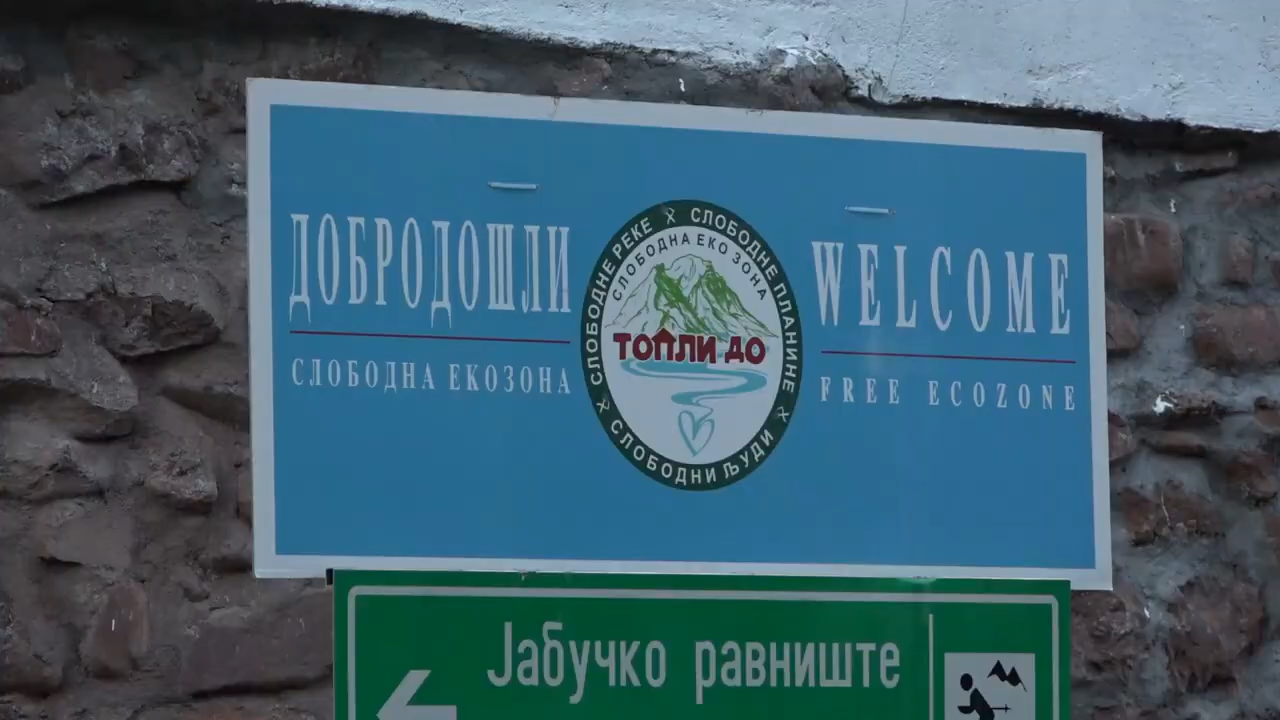 ДОБРОДОШЛИ
СЛОБОДНА ЕКОЗОНА
СЛОБОДНЕ РЕКЕ
СЛОБОДНЕ ПЛАНИНЕ
СЛОБОДНИ ЉУДИ
СЛОБОДНА ЕКО ЗОНА
ТОПЛИ ДО
WELCOME
FREE ECOZONE
Јабучко равниште